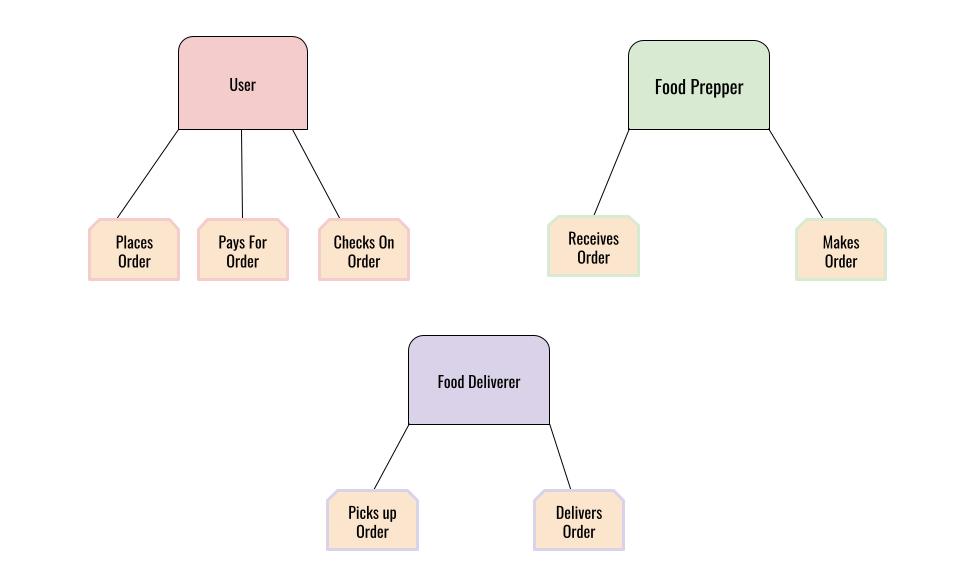 User
Food Prepper
Places
Order
Pays For
Order
Checks On
Order
Receives
Order
Makes
Order
Food Deliverer
Picks up
Order
Delivers
Order